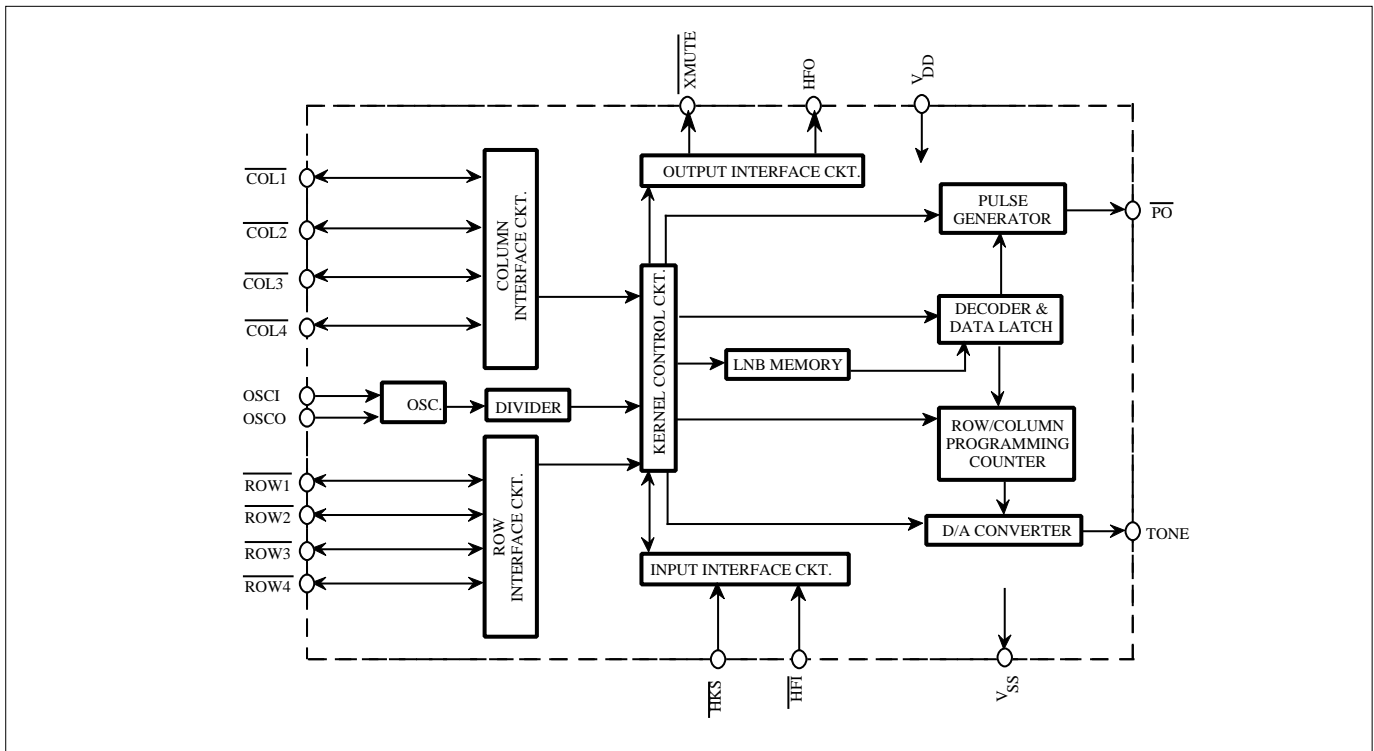 XMUTE
HFO
VDD
COL1
COL2
COL3
COL4
COLUMN
INTERFACE CKT.
OUTPUT INTERFACE CKT.
PULSE
GENERATOR
PO
KERNEL CONTROL CKT.
DECODER &
DATA LATCH
LNB MEMORY
OSCI
OSCO
OSC.
DIVIDER
ROW/COLUMN
PROGRAMMING
COUNTER
ROW1
ROW2
ROW3
ROW4
ROW
INTERFACE CKT.
D/A CONVERTER
TONE
INPUT INTERFACE CKT.
HKS
HFI
VSS